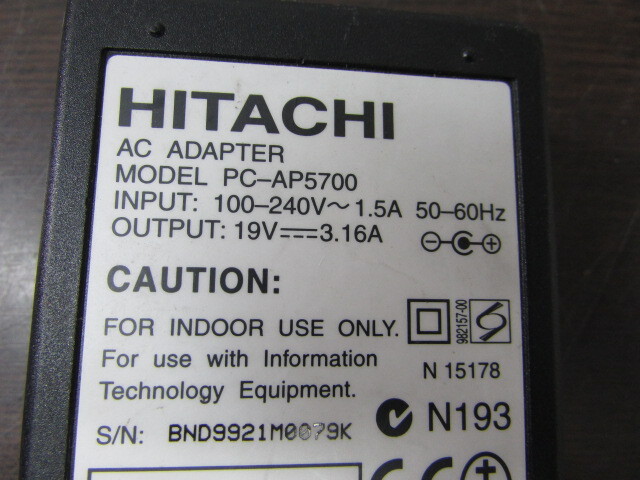 HITACHI
AC ADAPTER
MODEL PC-AP5700
INPUT: 100-240V~1.5A 50-60Hz
OUTPUT: 19V⎓3.16A
CAUTION:
FOR INDOOR USE ONLY.
982157-00
For use with Information
N 15178
Technology Equipment.
N193
S/N: BND9921M0079K